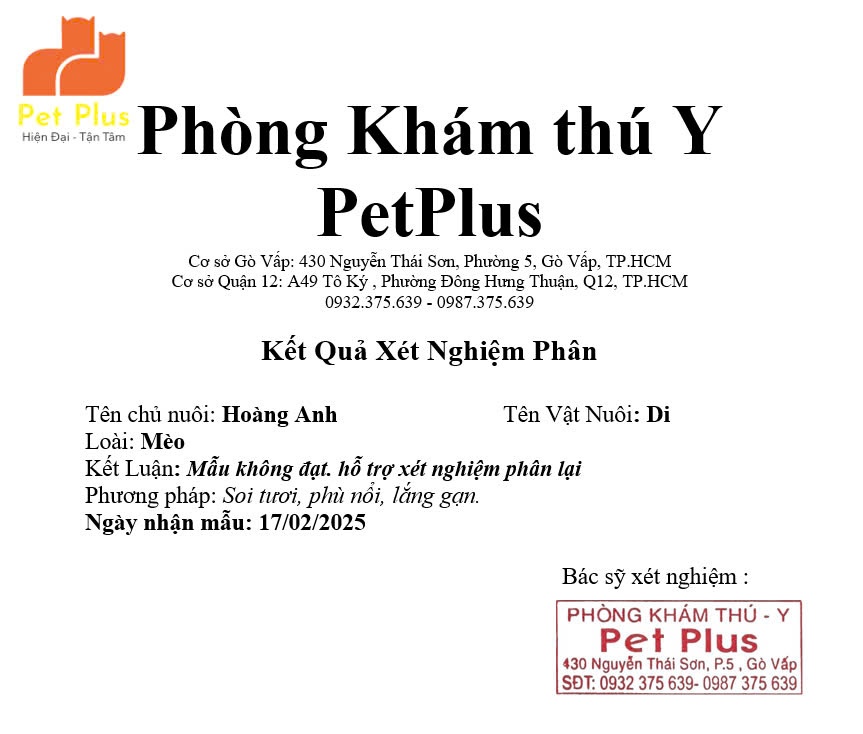 Pet Plus
Hiện Đại - Tận Tâm
Phòng Khám thú Y
PetPlus
Cơ sở Gò Vấp: 430 Nguyễn Thái Sơn, Phường 5, Gò Vấp, TP.HCM
Cơ sở Quận 12: A49 Tô Ký , Phường Đông Hưng Thuận, Q12, TP.HCM
0932.375.639 - 0987.375.639
Kết Quả Xét Nghiệm Phân
Tên chủ nuôi: Hoàng Anh Tên Vật Nuôi: Di
Loài: Mèo
Kết Luận: Mẫu không đạt. hỗ trợ xét nghiệm phân lại
Phương pháp: Soi tươi, phù nổi, lắng gạn.
Ngày nhận mẫu: 17/02/2025
Bác sỹ xét nghiệm :
PHÒNG KHÁM THÚ - Y
Pet Plus
430 Nguyễn Thái Sơn, P.5 , Gò Vấp
SĐT: 0932 375 639- 0987 375 639